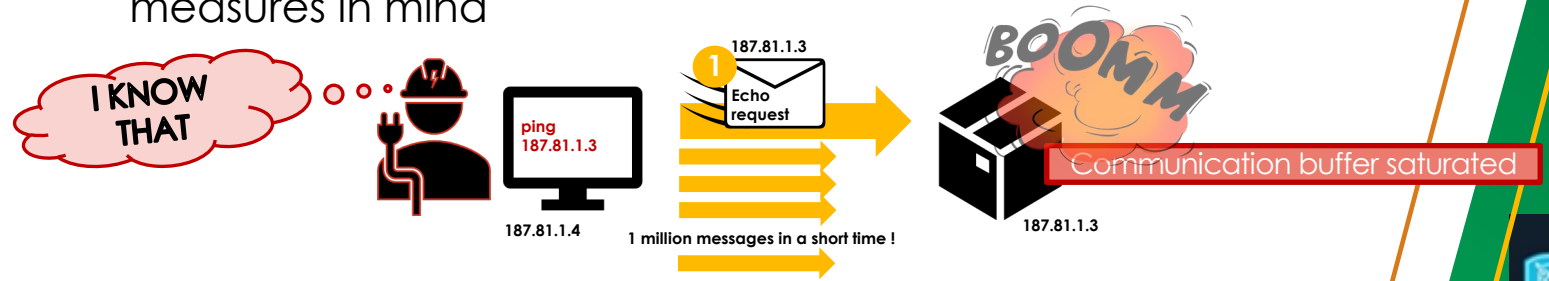 measures in mind
I KNOW
THAT
ping
187.81.1.3
187.81.1.4
187.81.1.3
1
Echo
request
1 million messages in a short time !
BOOMM
Communication buffer saturated
187.81.1.3